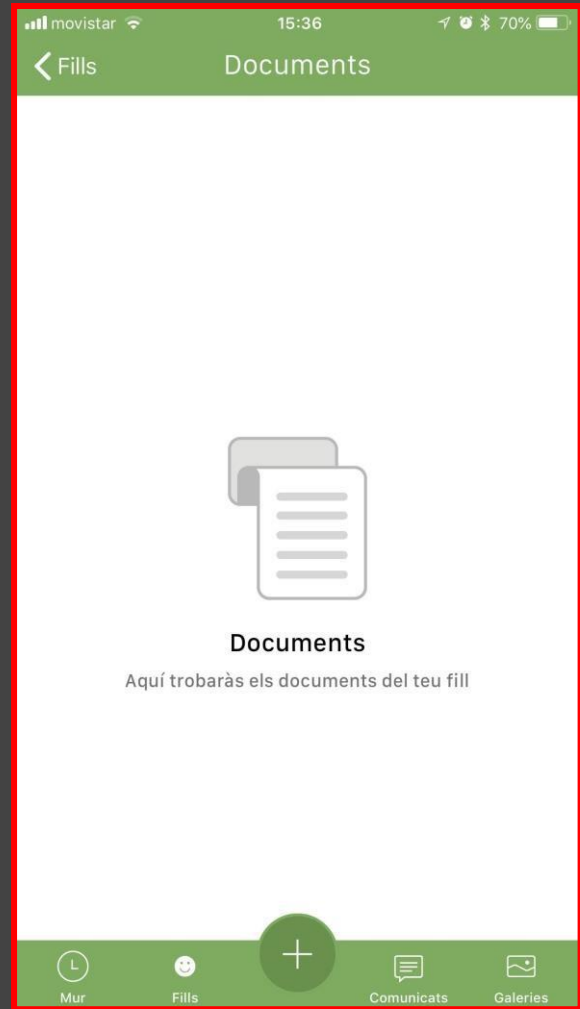 movistar 15:36 70%
Fills Documents
Documents
Aquí trobaràs els documents del teu fill
Mur Fills Comunicats Galeries